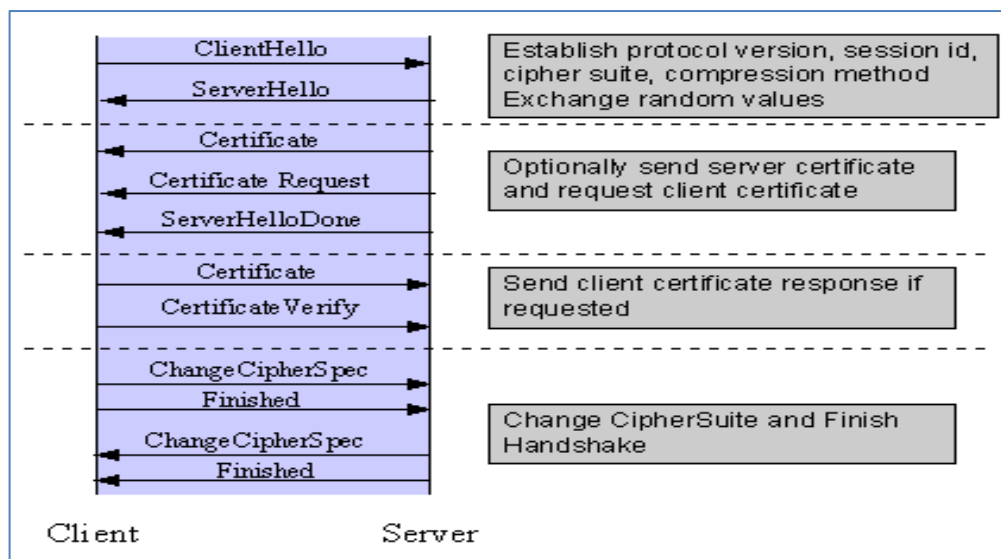 ClientHello
ServerHello
Establish protocol version, session id,
cipher suite, compression method
Exchange random values
Certificate
Certificate Request
ServerHelloDone
Optionally send server certificate
and request client certificate
Certificate
CertificateVerify
Send client certificate response if
requested
ChangeCipherSpec
Finished
ChangeCipherSpec
Finished
Change CipherSuite and Finish
Handshake
Client
Server